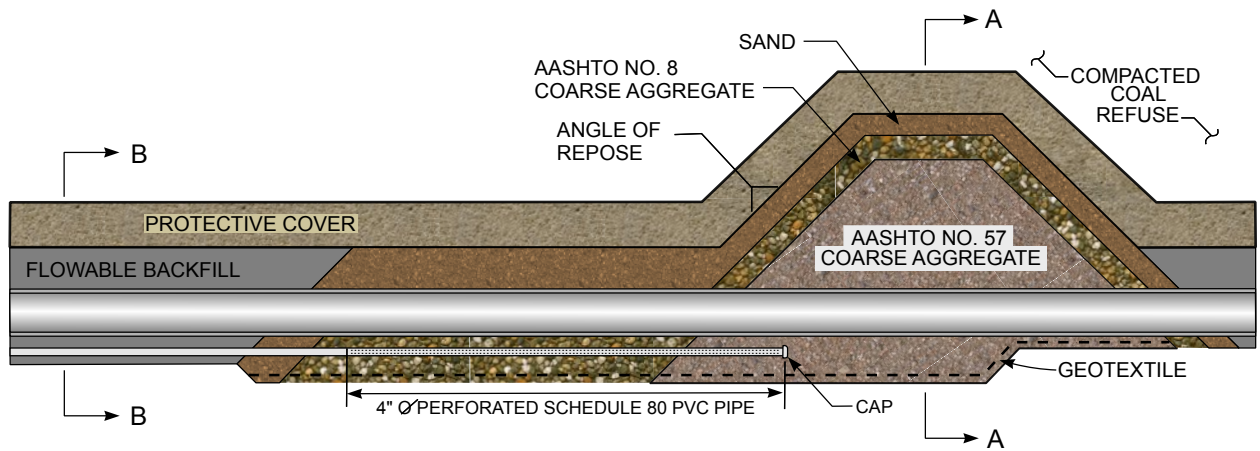 A
SAND
AASHTO NO. 8
COARSE AGGREGATE
COMPACTED
COAL
REFUSE
ANGLE OF
REPOSE
B
PROTECTIVE COVER
AASHTO NO. 57
COARSE AGGREGATE
FLOWABLE BACKFILL
GEOTEXTILE
B
4" Ø PERFORATED SCHEDULE 80 PVC PIPE
CAP
A